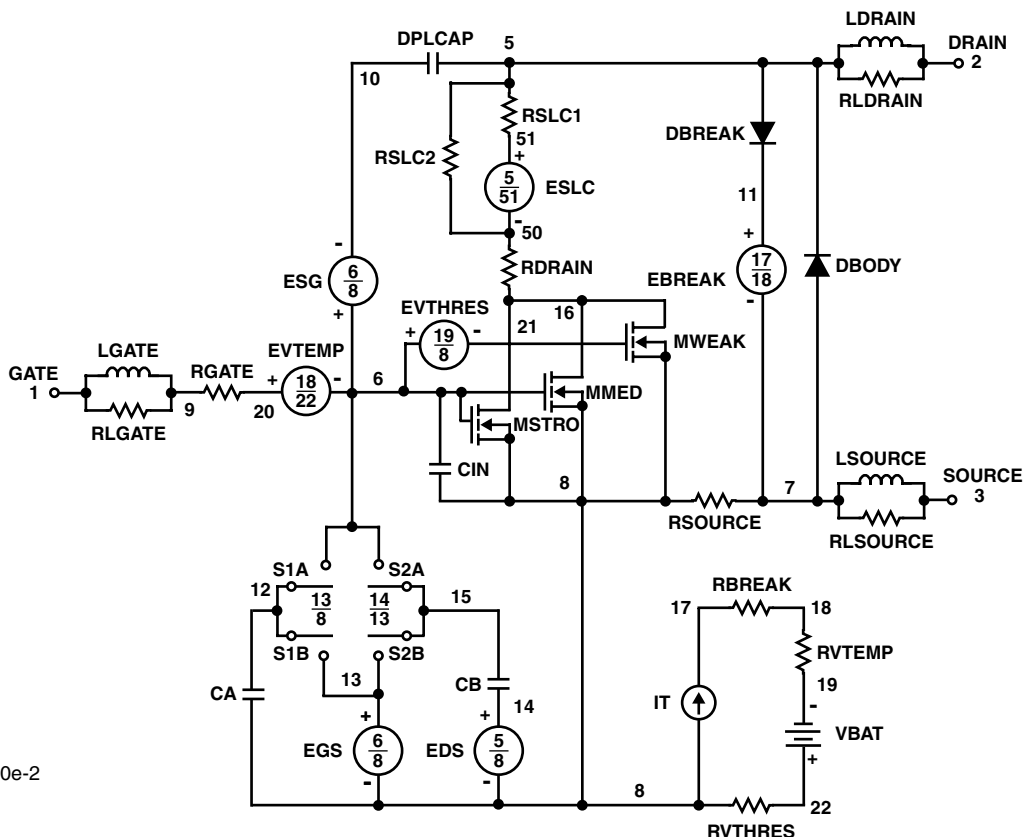 LDRAIN
DPLCAP 5 DRAIN
10 2
RSLC1 RLDRAIN
51 DBREAK
RSLC2 +
5
51 ESLC
11
-
50
- +
RDRAIN 17
18 DBODY
6
8 EBREAK
ESG EVTHRES 16 -
+ + 19
8 - 21 MWEAK
LGATE EVTEMP
GATE RGATE + 18
22 - 6 MMED
1
9 20 MSTRO
RLGATE
LSOURCE
CIN 8 7 SOURCE
3
RSOURCE
RLSOURCE
S1A S2A
12 13
8 14
13 15 RBREAK
17 18
S1B S2B
RVTEMP
13 CB 19
CA 14 IT -
+ + VBAT
EGS 6
8 EDS 5
8 +
- - 8 22
RVTHRES
0e-2